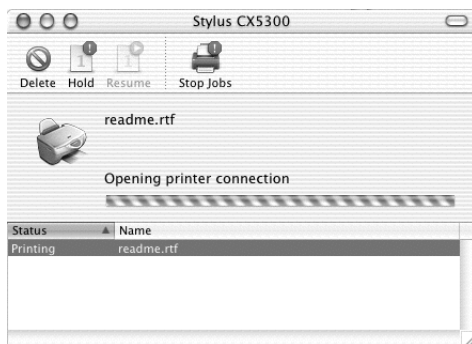 Stylus CX5300
Delete Hold Resume Stop Jobs
readme.rtf
Opening printer connection
Status Name
Printing readme.rtf